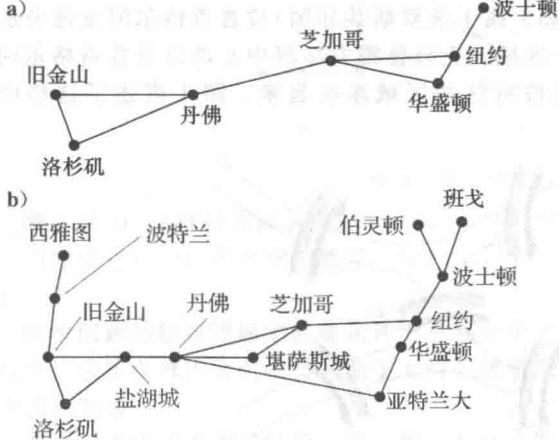 a)
波士顿
芝加哥
旧金山
纽约
丹佛
华盛顿
洛杉矶
b)
班戈
伯灵顿
西雅图
波特兰
波士顿
旧金山
丹佛
芝加哥
纽约
堪萨斯城
华盛顿
盐湖城
亚特兰大
洛杉矶